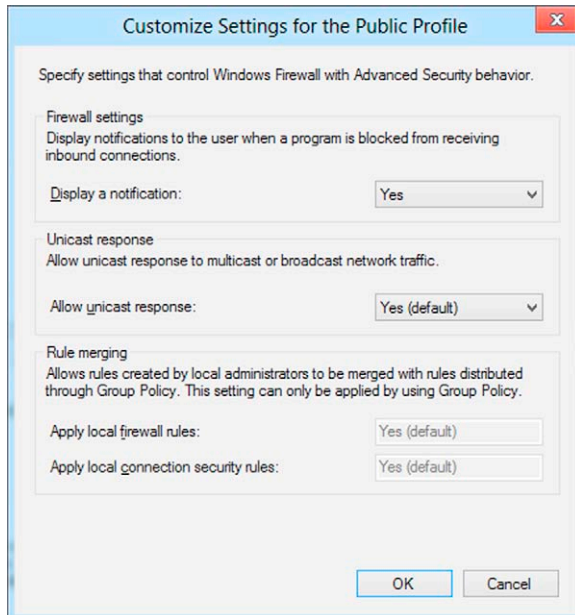 Customize Settings for the Public Profile
Specify settings that control Windows Firewall with Advanced Security behavior.
Firewall settings
Display notifications to the user when a program is blocked from receiving
inbound connections.
Display a notification: Yes
Unicast response
Allow unicast response to multicast or broadcast network traffic.
Allow unicast response: Yes (default)
Rule merging
Allows rules created by local administrators to be merged with rules distributed
through Group Policy. This setting can only be applied by using Group Policy.
Apply local firewall rules: Yes (default)
Apply local connection security rules: Yes (default)
OK Cancel